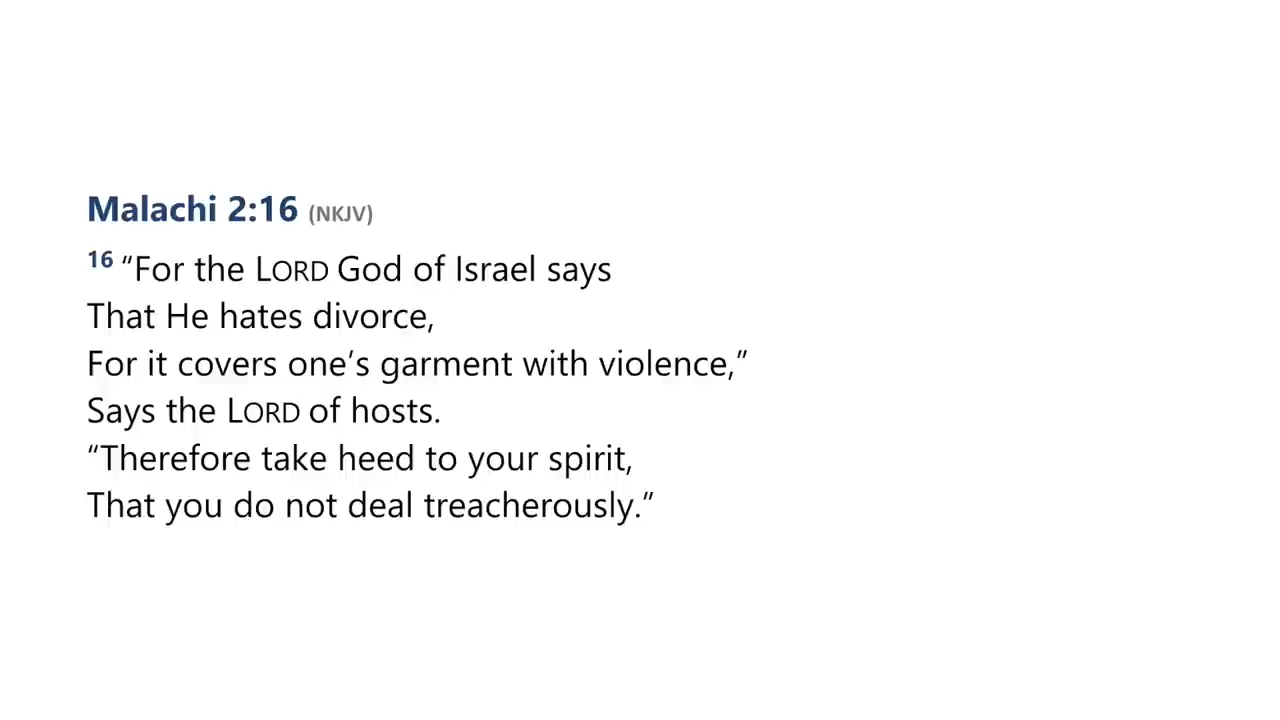 Malachi 2:16 (NKJV)
16 “For the LORD God of Israel says
That He hates divorce,
For it covers one’s garment with violence,”
Says the LORD of hosts.
“Therefore take heed to your spirit,
That you do not deal treacherously.”